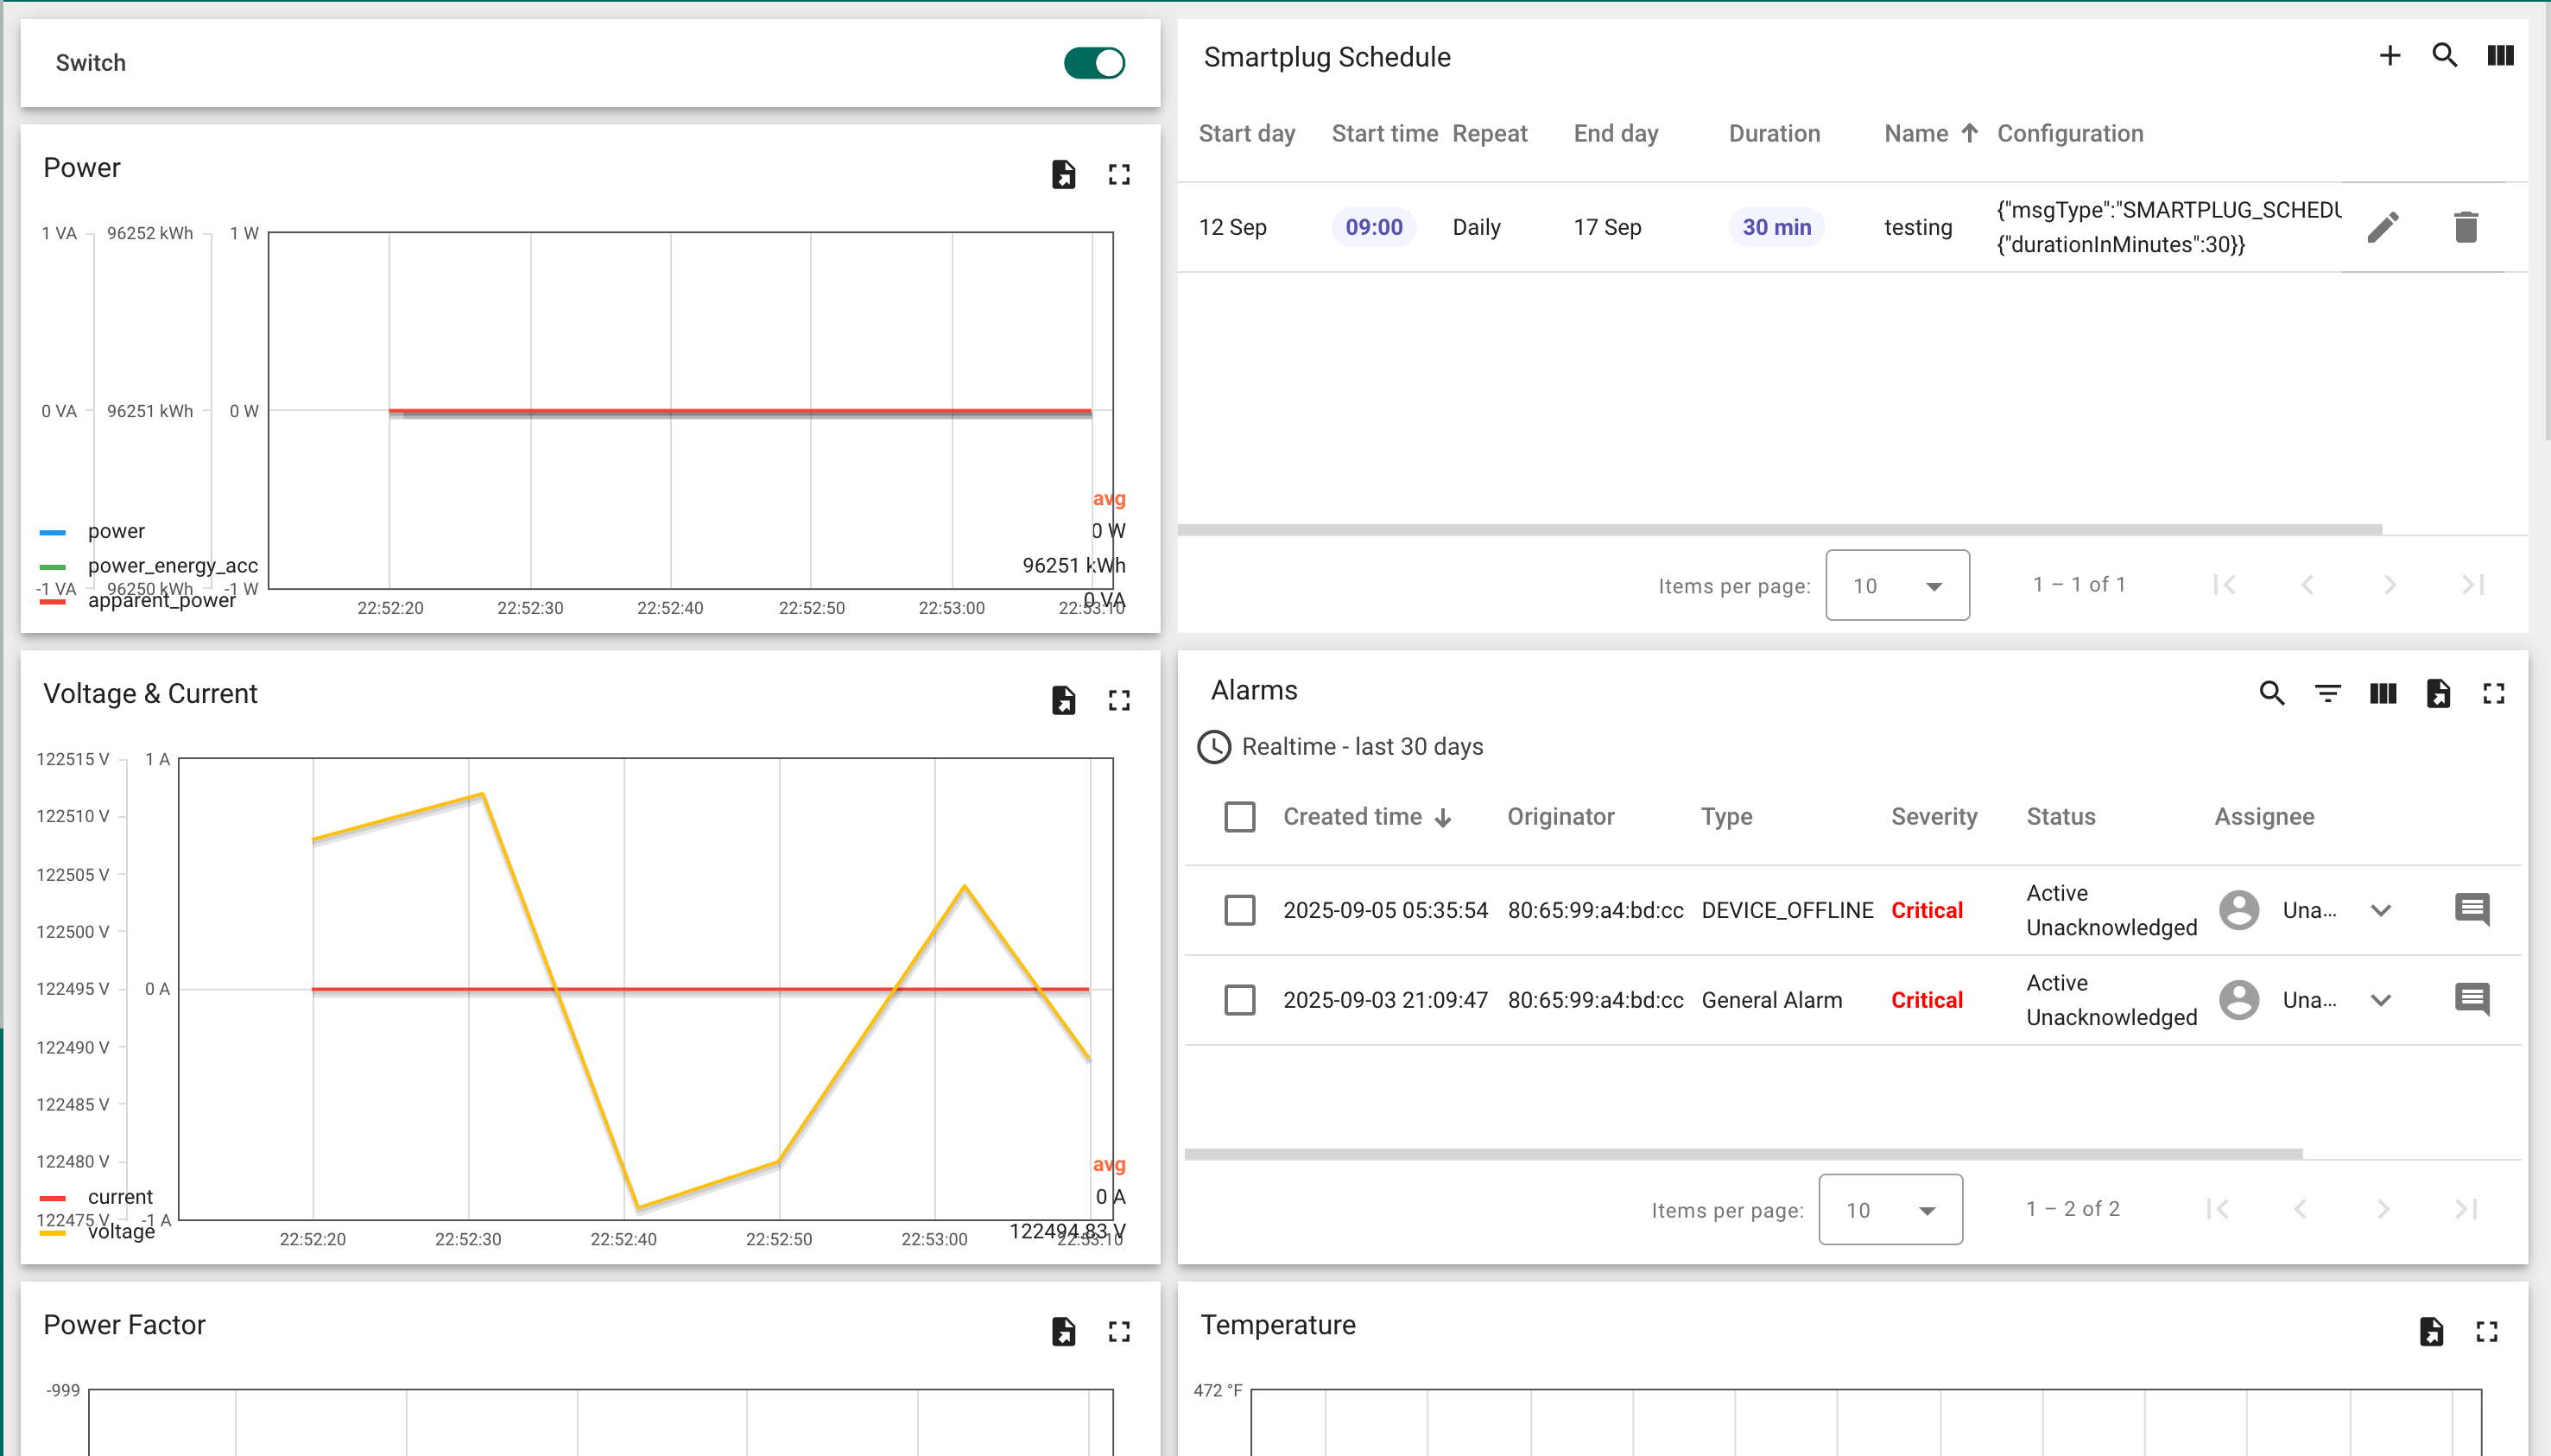 Switch
Power
1 VA
96252 kWh
1 W
0 VA
96251 kWh
0 W
avg
power
0 W
power_energy_acc
96251 kWh
-1 VA
96250 kWh
-1 W
apparent_power
0 VA
22:52:20
22:52:30
22:52:40
22:52:50
22:53:00
22:53:10
Smartplug Schedule
Start day
Start time
Repeat
End day
Duration
Name
Configuration
12 Sep
09:00
Daily
17 Sep
30 min
testing
{"msgType":"SMARTPLUG_SCHEDU
{"durationInMinutes":30}}
Items per page:
10
1 – 1 of 1
Voltage & Current
122515 V
1 A
122510 V
122505 V
122500 V
122495 V
0 A
122490 V
122485 V
122480 V
avg
current
0 A
122475 V
-1 A
voltage
122494.83 V
22:52:20
22:52:30
22:52:40
22:52:50
22:53:00
22:53:10
Alarms
Realtime - last 30 days
Created time
Originator
Type
Severity
Status
Assignee
2025-09-05 05:35:54
80:65:99:a4:bd:cc
DEVICE_OFFLINE
Critical
Active
Unacknowledged
Una...
2025-09-03 21:09:47
80:65:99:a4:bd:cc
General Alarm
Critical
Active
Unacknowledged
Una...
Items per page:
10
1 – 2 of 2
Power Factor
-999
Temperature
472 °F